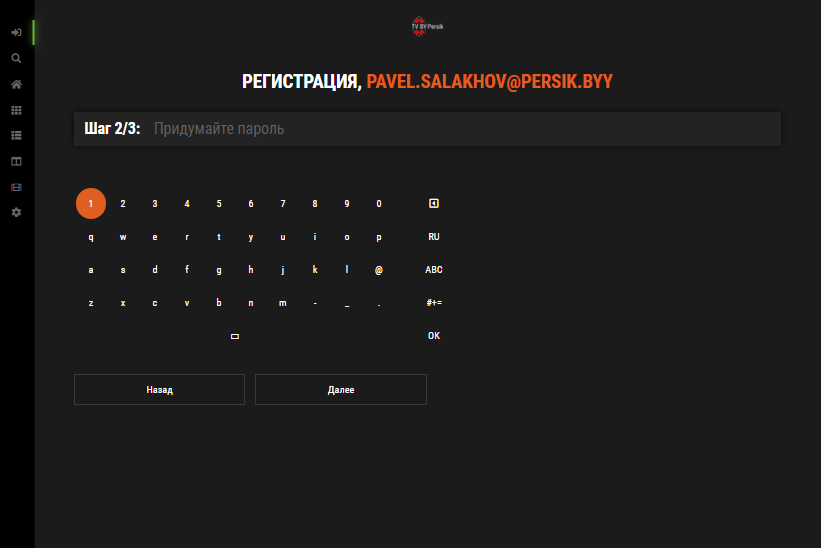 TV BY Persik
РЕГИСТРАЦИЯ, PAVEL.SALAKHOV@PERSIK.BYY
Шаг 2/3: Придумайте пароль
1 2 3 4 5 6 7 8 9 0
q w e r t y u i o p RU
a s d f g h j k l @ ABC
z x c v b n m - _ . #+=
OK
Назад Далее